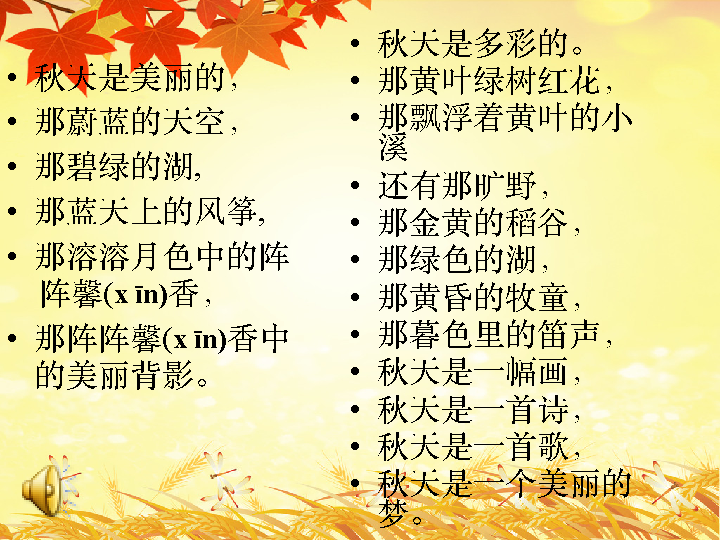 • 秋天是美丽的，
• 那蔚蓝的天空，
• 那碧绿的湖,
• 那蓝天上的风筝,
• 那溶溶月色中的阵
阵馨(x īn)香，
• 那阵阵馨(x īn)香中
的美丽背影。
• 秋天是多彩的。
• 那黄叶绿树红花，
• 那飘浮着黄叶的小
溪
• 还有那旷野，
• 那金黄的稻谷，
• 那绿色的湖，
• 那黄昏的牧童，
• 那暮色里的笛声，
• 秋天是一幅画，
• 秋天是一首诗，
• 秋天是一首歌，
• 秋天是一个美丽的
梦。